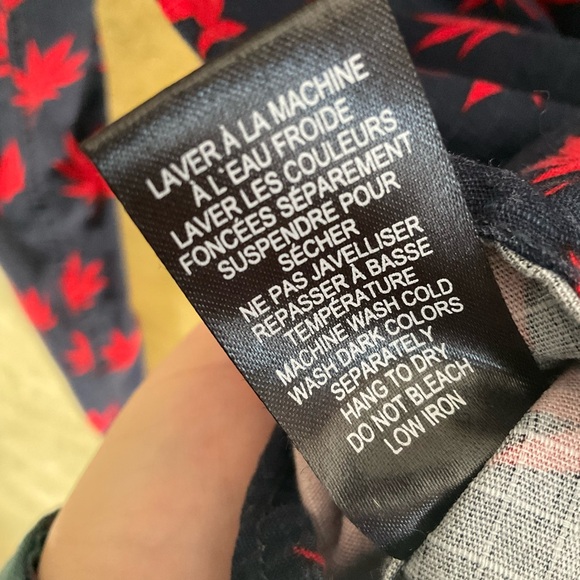 LAVER À LA MACHINE
À L'EAU FROIDE
LAVER LES COULEURS
FONCÉES SÉPAREMENT
SUSPENDRE POUR
SÉCHER
NE PAS JAVELLISER
REPASSER À BASSE
TEMPÉRATURE
MACHINE WASH COLD
WASH DARK COLORS
SEPARATELY
HANG TO DRY
DO NOT BLEACH
LOW IRON